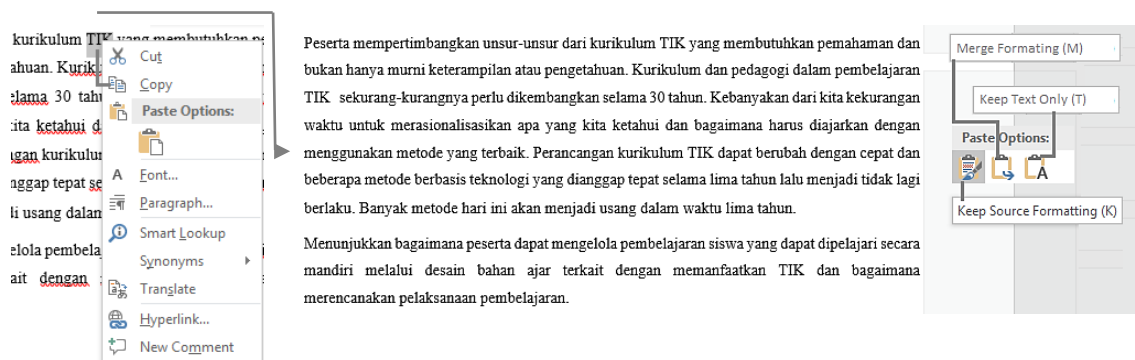 kurikulum TIK yang membutuhkan pe
ahuan. Kurik
elama 30 tahu
kita ketahui d
ngan kurikulu
nggap tepat se
di usang dalam
elola pembela
ait dengan
Cut
Copy
Paste Options:
A Font...
Paragraph...
Smart Lookup
Synonyms
Translate
Hyperlink...
New Comment
Peserta mempertimbangkan unsur-unsur dari kurikulum TIK yang membutuhkan pemahaman dan
bukan hanya murni keterampilan atau pengetahuan. Kurikulum dan pedagogi dalam pembelajaran
TIK sekurang-kurangnya perlu dikembangkan selama 30 tahun. Kebanyakan dari kita kekurangan
waktu untuk merasionalisasikan apa yang kita ketahui dan bagaimana harus diajarkan dengan
menggunakan metode yang terbaik. Perancangan kurikulum TIK dapat berubah dengan cepat dan
beberapa metode berbasis teknologi yang dianggap tepat selama lima tahun lalu menjadi tidak lagi
berlaku. Banyak metode hari ini akan menjadi usang dalam waktu lima tahun.
Menunjukkan bagaimana peserta dapat mengelola pembelajaran siswa yang dapat dipelajari secara
mandiri melalui desain bahan ajar terkait dengan memanfaatkan TIK dan bagaimana
merencanakan pelaksanaan pembelajaran.
Merge Formating (M)
Keep Text Only (T)
Paste Options:
A
Keep Source Formatting (K)